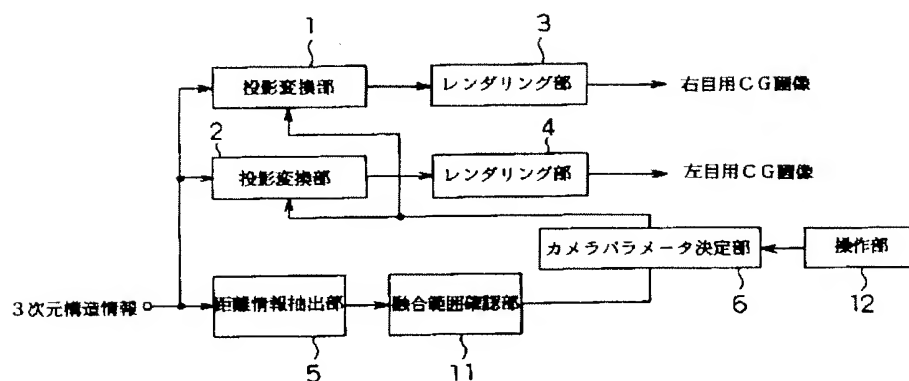 1
3
投影変換部
レンダリング部
右目用CG画像
2
4
投影変換部
レンダリング部
左目用CG画像
カメラパラメータ決定部
操作部
6
12
3次元構造情報
距離情報抽出部
融合範囲確認部
5
11